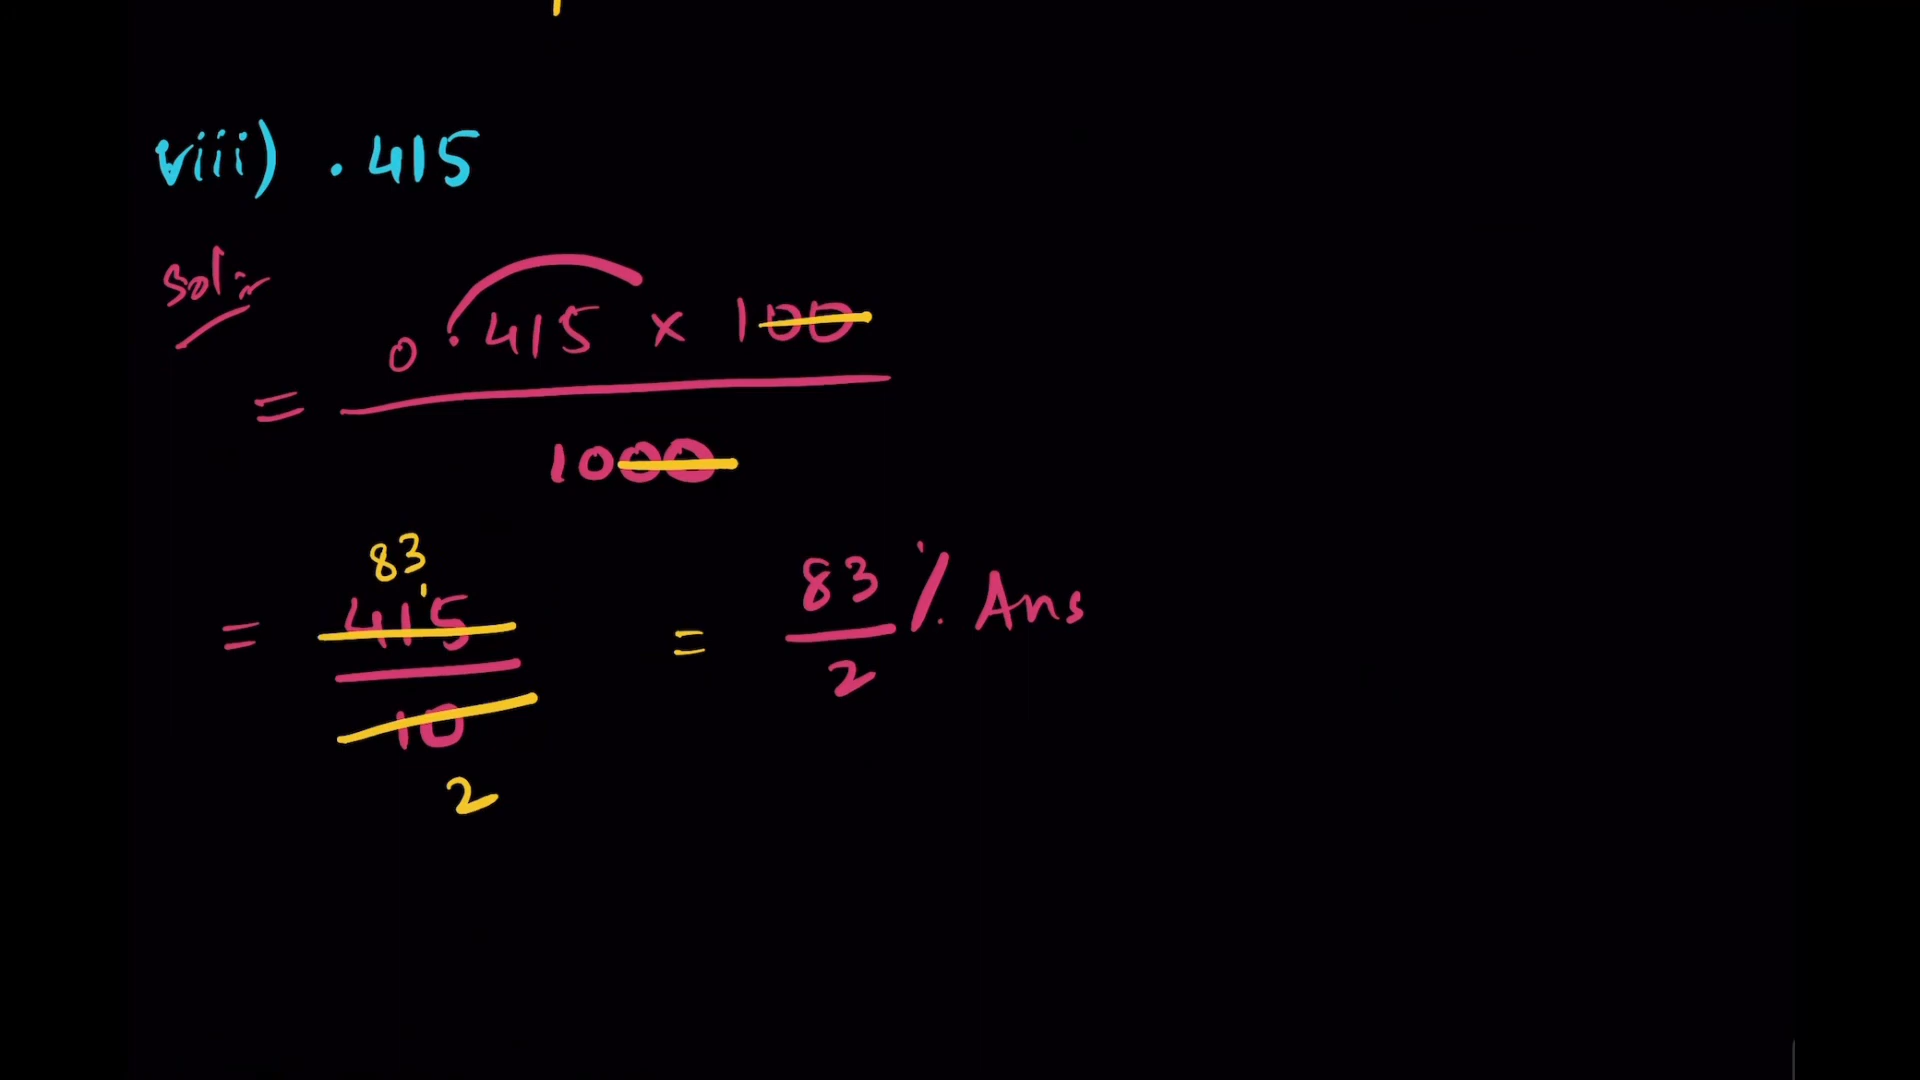 viii) .415
Sol:-
0.415 x 100
=
1000
83
= 415 = 83 % Ans
10 2
2